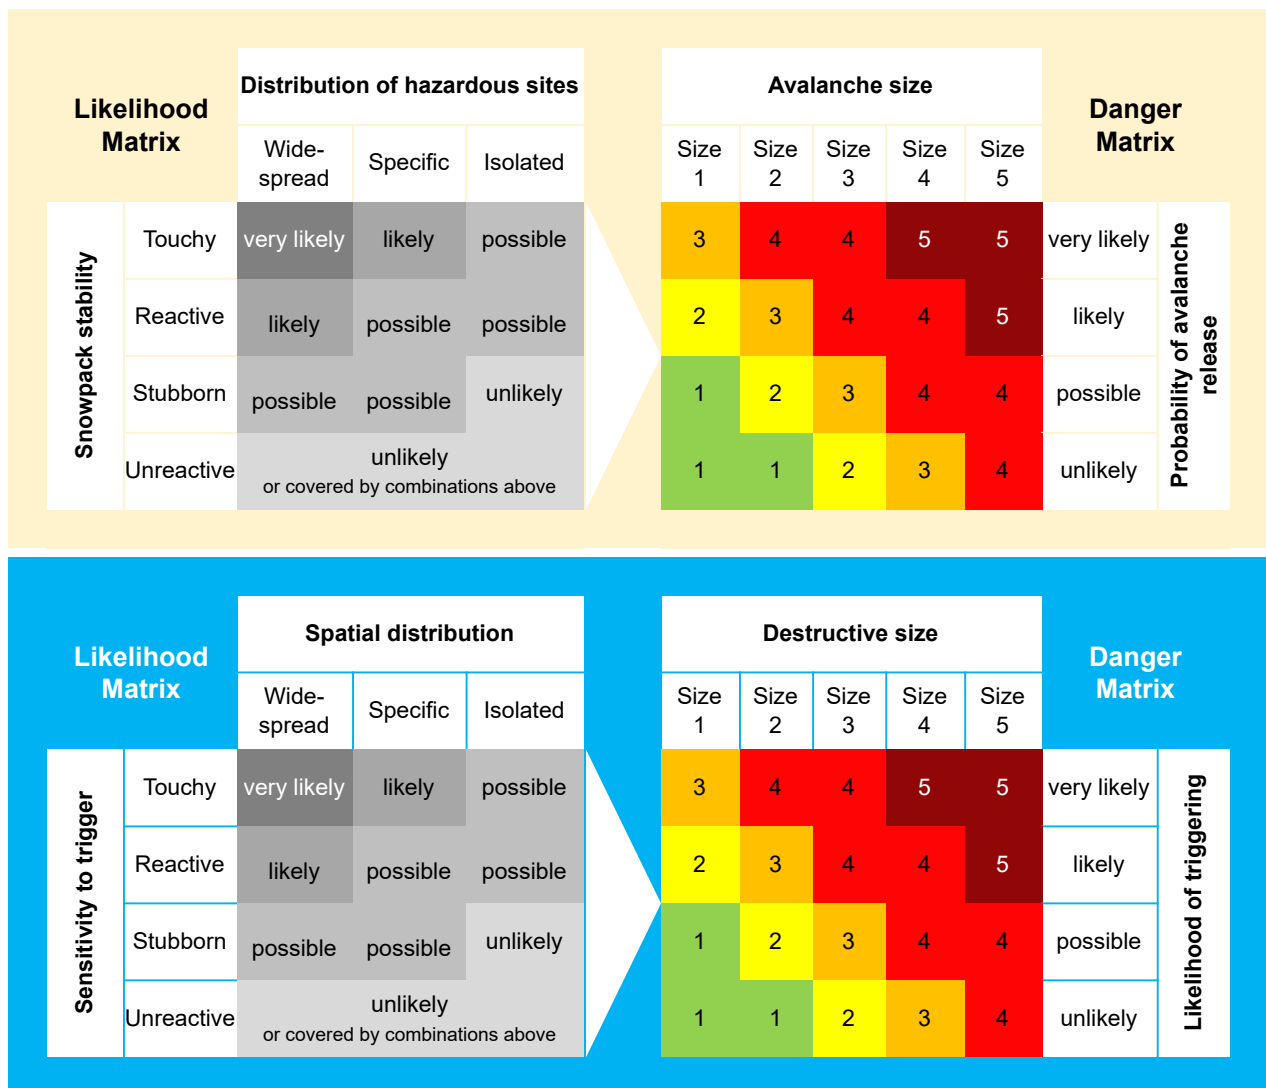 Likelihood
Matrix
Distribution of hazardous sites
Wide-
spread
Specific
Isolated
Avalanche size
Size
1
Size
2
Size
3
Size
4
Size
5
Danger
Matrix
Snowpack stability
Touchy
very likely
likely
possible
3
4
4
5
5
very likely
Reactive
likely
possible
possible
2
3
4
4
5
likely
Stubborn
possible
possible
unlikely
1
2
3
4
4
possible
Unreactive
unlikely
or covered by combinations above
1
1
2
3
4
unlikely
Probability of avalanche
release
Likelihood
Matrix
Spatial distribution
Wide-
spread
Specific
Isolated
Destructive size
Size
1
Size
2
Size
3
Size
4
Size
5
Danger
Matrix
Sensitivity to trigger
Touchy
very likely
likely
possible
3
4
4
5
5
very likely
Reactive
likely
possible
possible
2
3
4
4
5
likely
Stubborn
possible
possible
unlikely
1
2
3
4
4
possible
Unreactive
unlikely
or covered by combinations above
1
1
2
3
4
unlikely
Likelihood of triggering